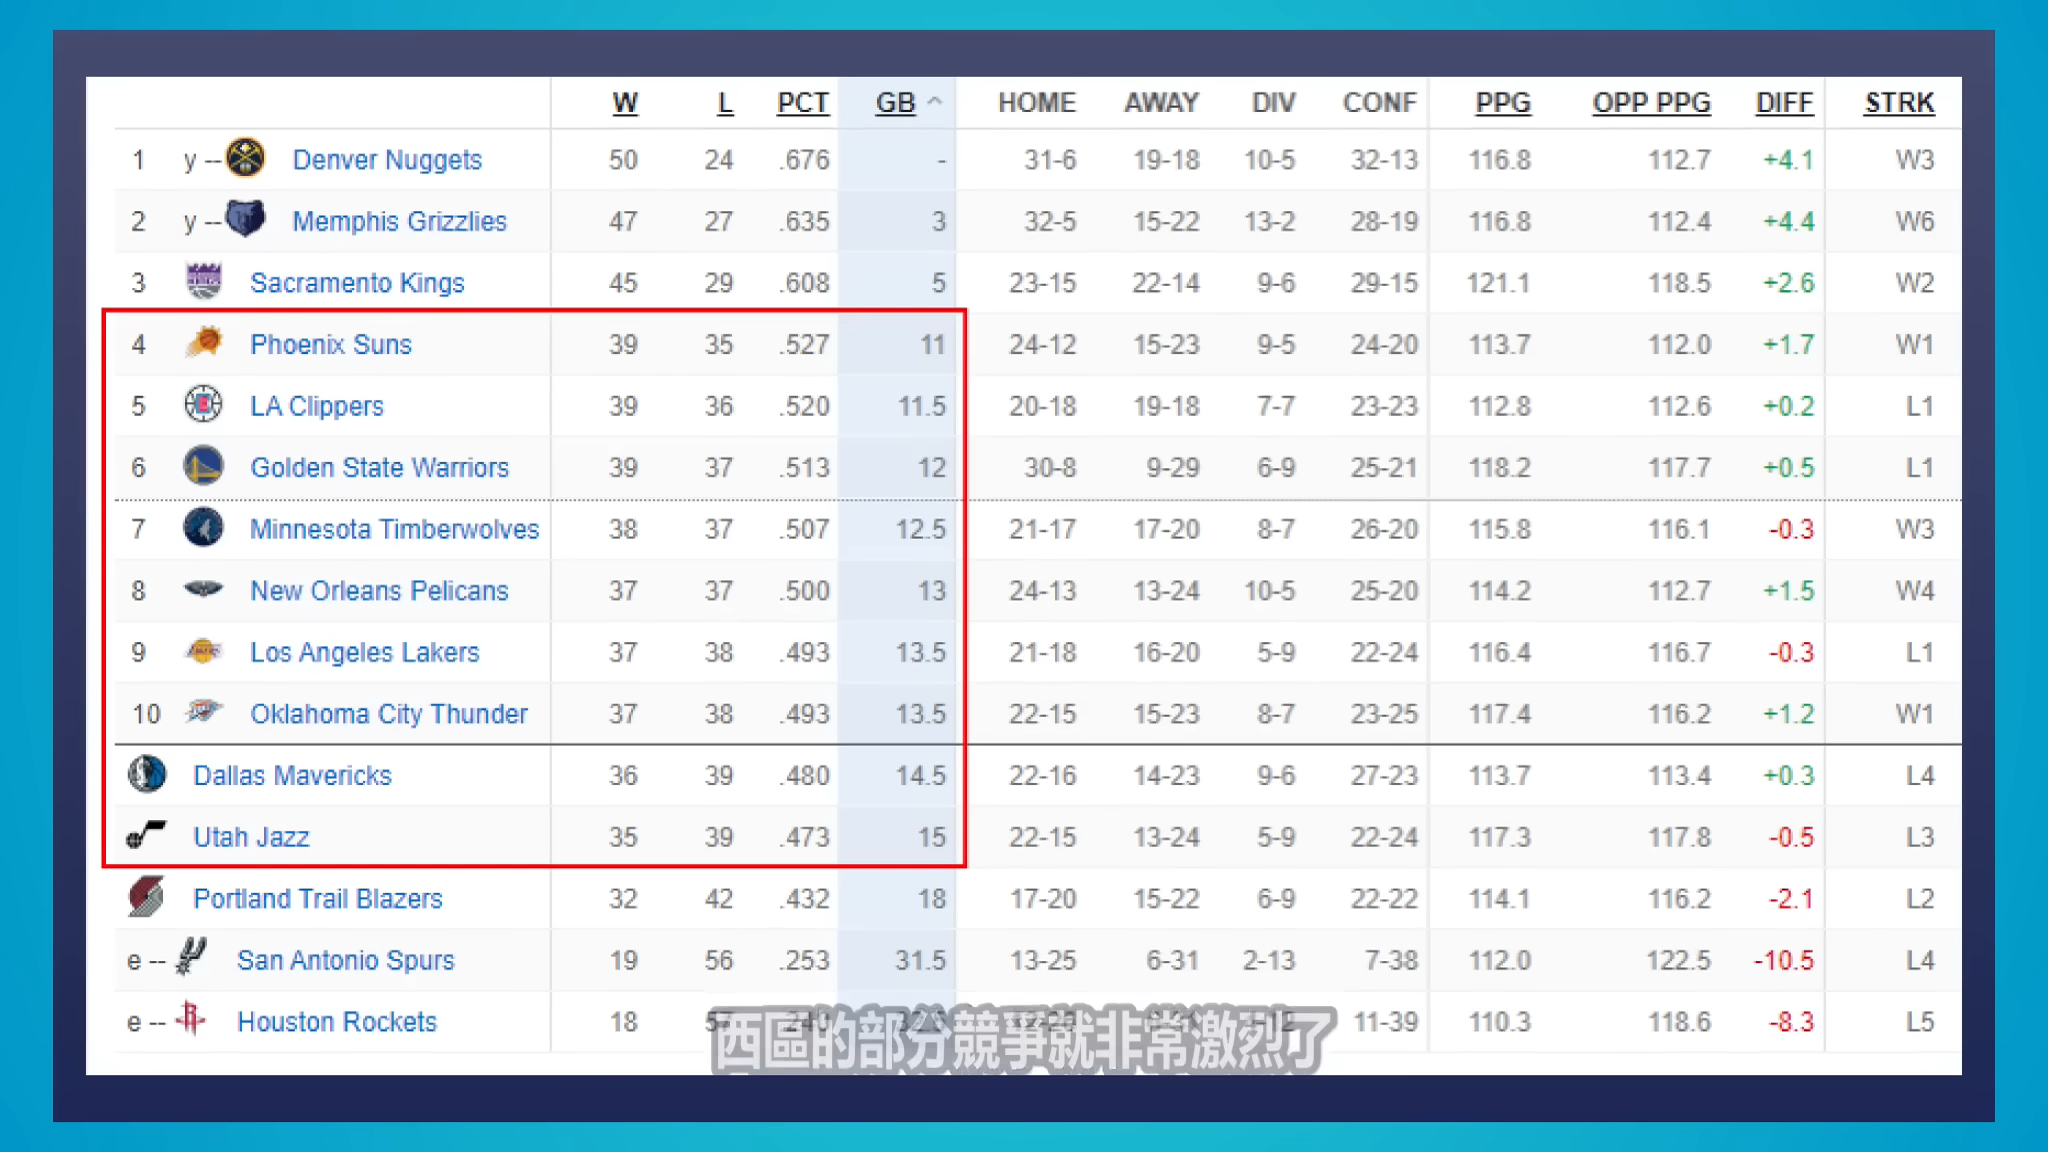 W L PCT GB HOME AWAY DIV CONF PPG OPP PPG DIFF STRK
1 y -- Denver Nuggets 50 24 .676 - 31-6 19-18 10-5 32-13 116.8 112.7 +4.1 W3
2 y -- Memphis Grizzlies 47 27 .635 3 32-5 15-22 13-2 28-19 116.8 112.4 +4.4 W6
3 Sacramento Kings 45 29 .608 5 23-15 22-14 9-6 29-15 121.1 118.5 +2.6 W2
4 Phoenix Suns 39 35 .527 11 24-12 15-23 9-5 24-20 113.7 112.0 +1.7 W1
5 LA Clippers 39 36 .520 11.5 20-18 19-18 7-7 23-23 112.8 112.6 +0.2 L1
6 Golden State Warriors 39 37 .513 12 30-8 9-29 6-9 25-21 118.2 117.7 +0.5 L1
7 Minnesota Timberwolves 38 37 .507 12.5 21-17 17-20 8-7 26-20 115.8 116.1 -0.3 W3
8 New Orleans Pelicans 37 37 .500 13 24-13 13-24 10-5 25-20 114.2 112.7 +1.5 W4
9 Los Angeles Lakers 37 38 .493 13.5 21-18 16-20 5-9 22-24 116.4 116.7 -0.3 L1
10 Oklahoma City Thunder 37 38 .493 13.5 22-15 15-23 8-7 23-25 117.4 116.2 +1.2 W1
Dallas Mavericks 36 39 .480 14.5 22-16 14-23 9-6 27-23 113.7 113.4 +0.3 L4
Utah Jazz 35 39 .473 15 22-15 13-24 5-9 22-24 117.3 117.8 -0.5 L3
Portland Trail Blazers 32 42 .432 18 17-20 15-22 6-9 22-22 114.1 116.2 -2.1 L2
e -- San Antonio Spurs 19 56 .253 31.5 13-25 6-31 2-13 7-38 112.0 122.5 -10.5 L4
e -- Houston Rockets 18 11-39 110.3 118.6 -8.3 L5
西區的部分競爭就非常激烈了